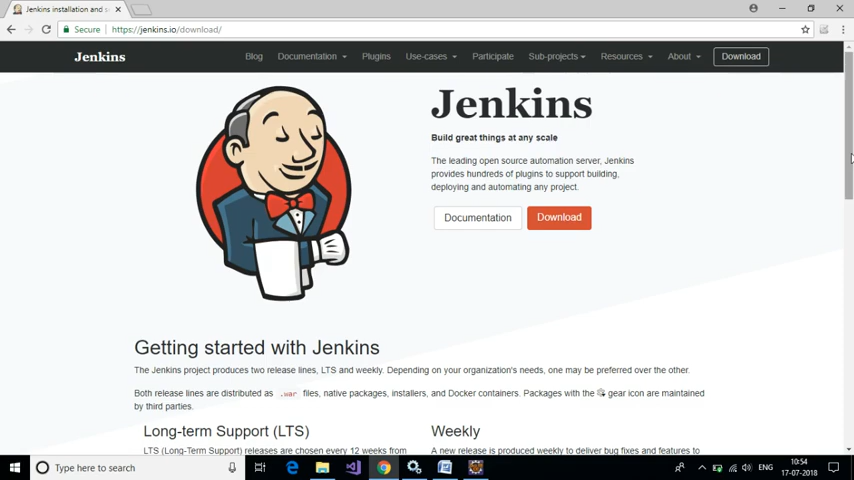 Jenkins installation and s
Secure
https://jenkins.io/download/
Jenkins
Blog
Documentation
Plugins
Use-cases
Participate
Sub-projects
Resources
About
Download
Jenkins
Build great things at any scale
The leading open source automation server, Jenkins
provides hundreds of plugins to support building,
deploying and automating any project.
Documentation
Download
Getting started with Jenkins
The Jenkins project produces two release lines, LTS and weekly. Depending on your organization's needs, one may be preferred over the other.
Both release lines are distributed as .war files, native packages, installers, and Docker containers. Packages with the gear icon are maintained
by third parties.
Long-term Support (LTS)
LTS (Long-Term Support) releases are chosen every 12 weeks from
Weekly
A new release is produced weekly to deliver bug fixes and features to
Type here to search
ENG
10:54
17-07-2018